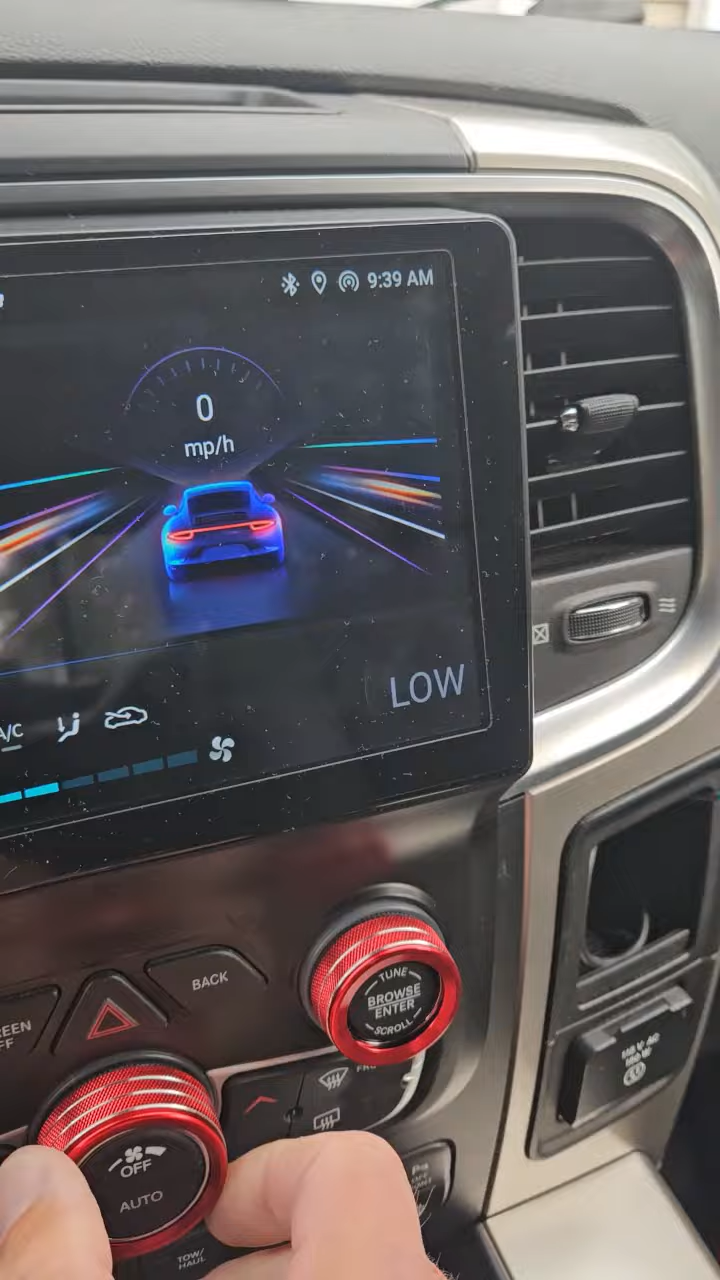 9:39 AM
0
mp/h
LOW
A/C
BACK
TUNE
BROWSE
ENTER
SCROLL
OFF
AUTO
TOW/
HAUL